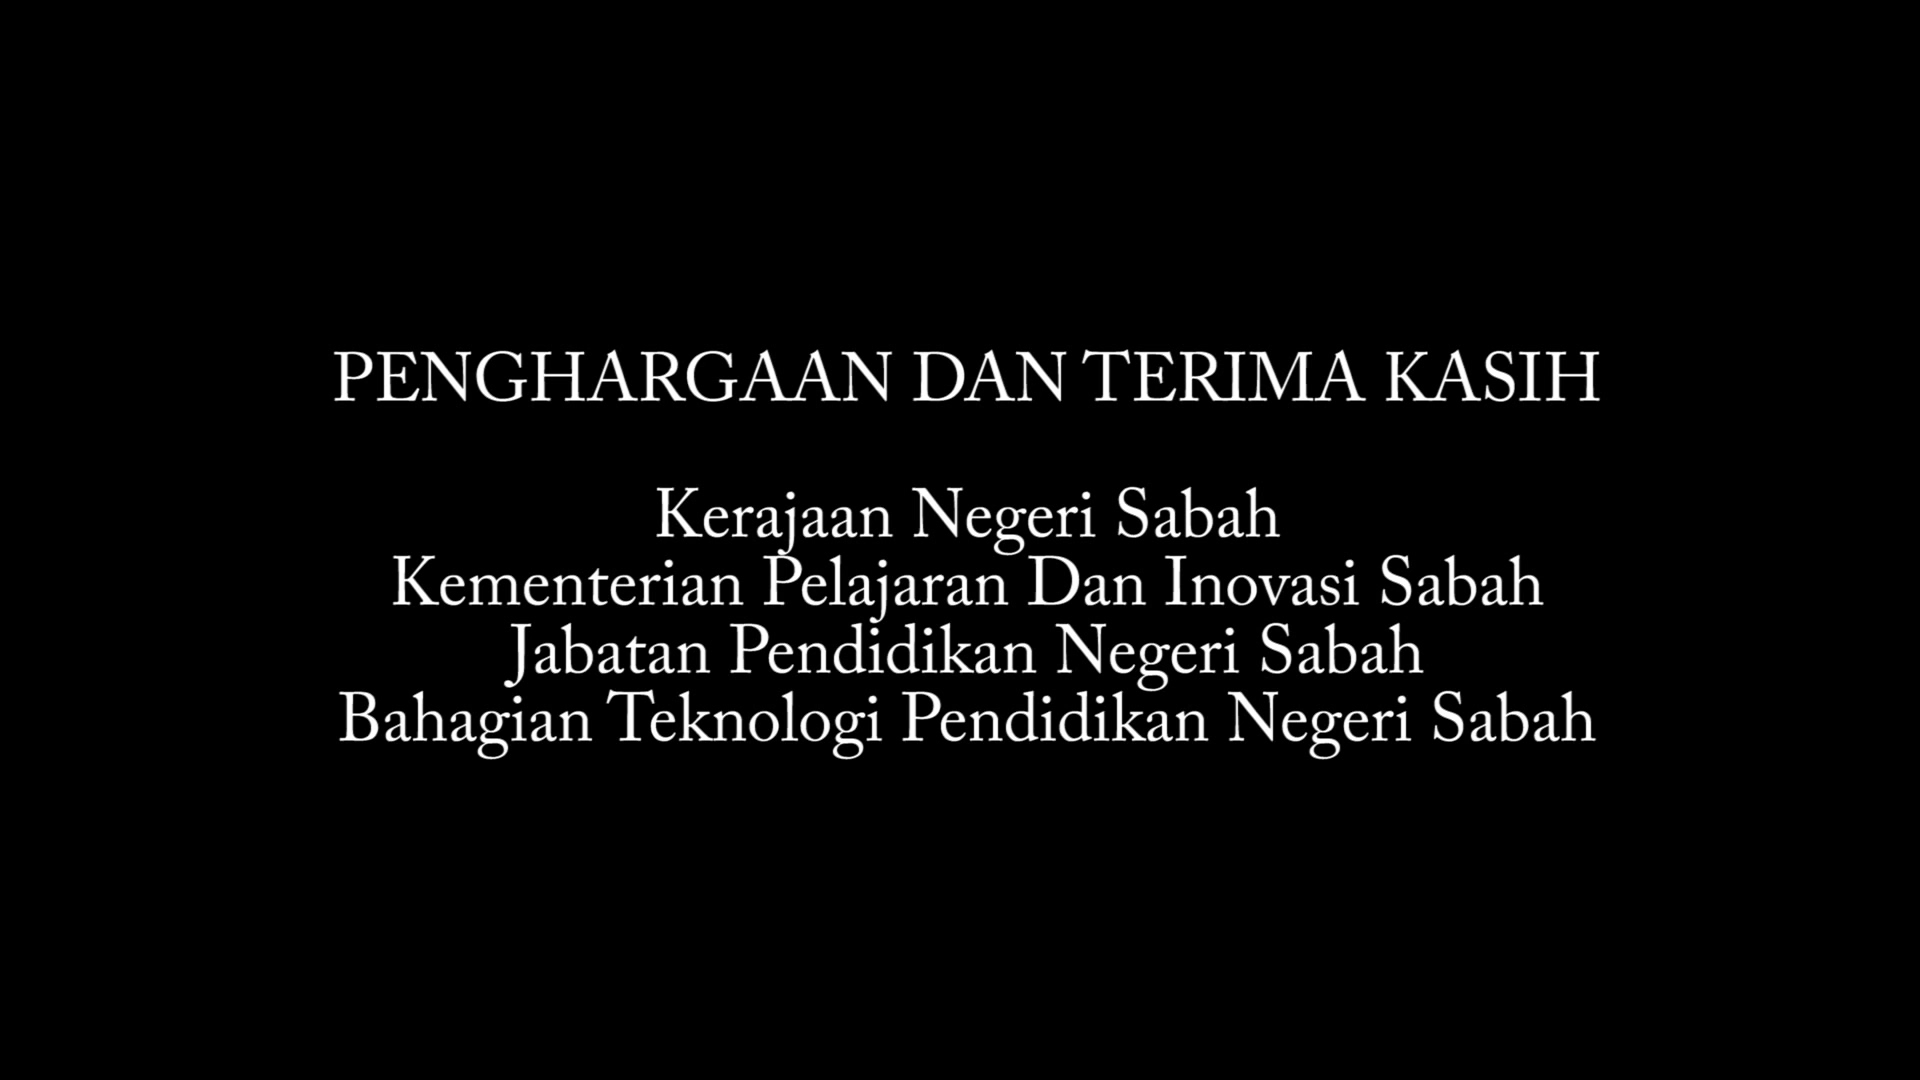 PENGHARGAAN DAN TERIMA KASIH
Kerajaan Negeri Sabah
Kementerian Pelajaran Dan Inovasi Sabah
Jabatan Pendidikan Negeri Sabah
Bahagian Teknologi Pendidikan Negeri Sabah